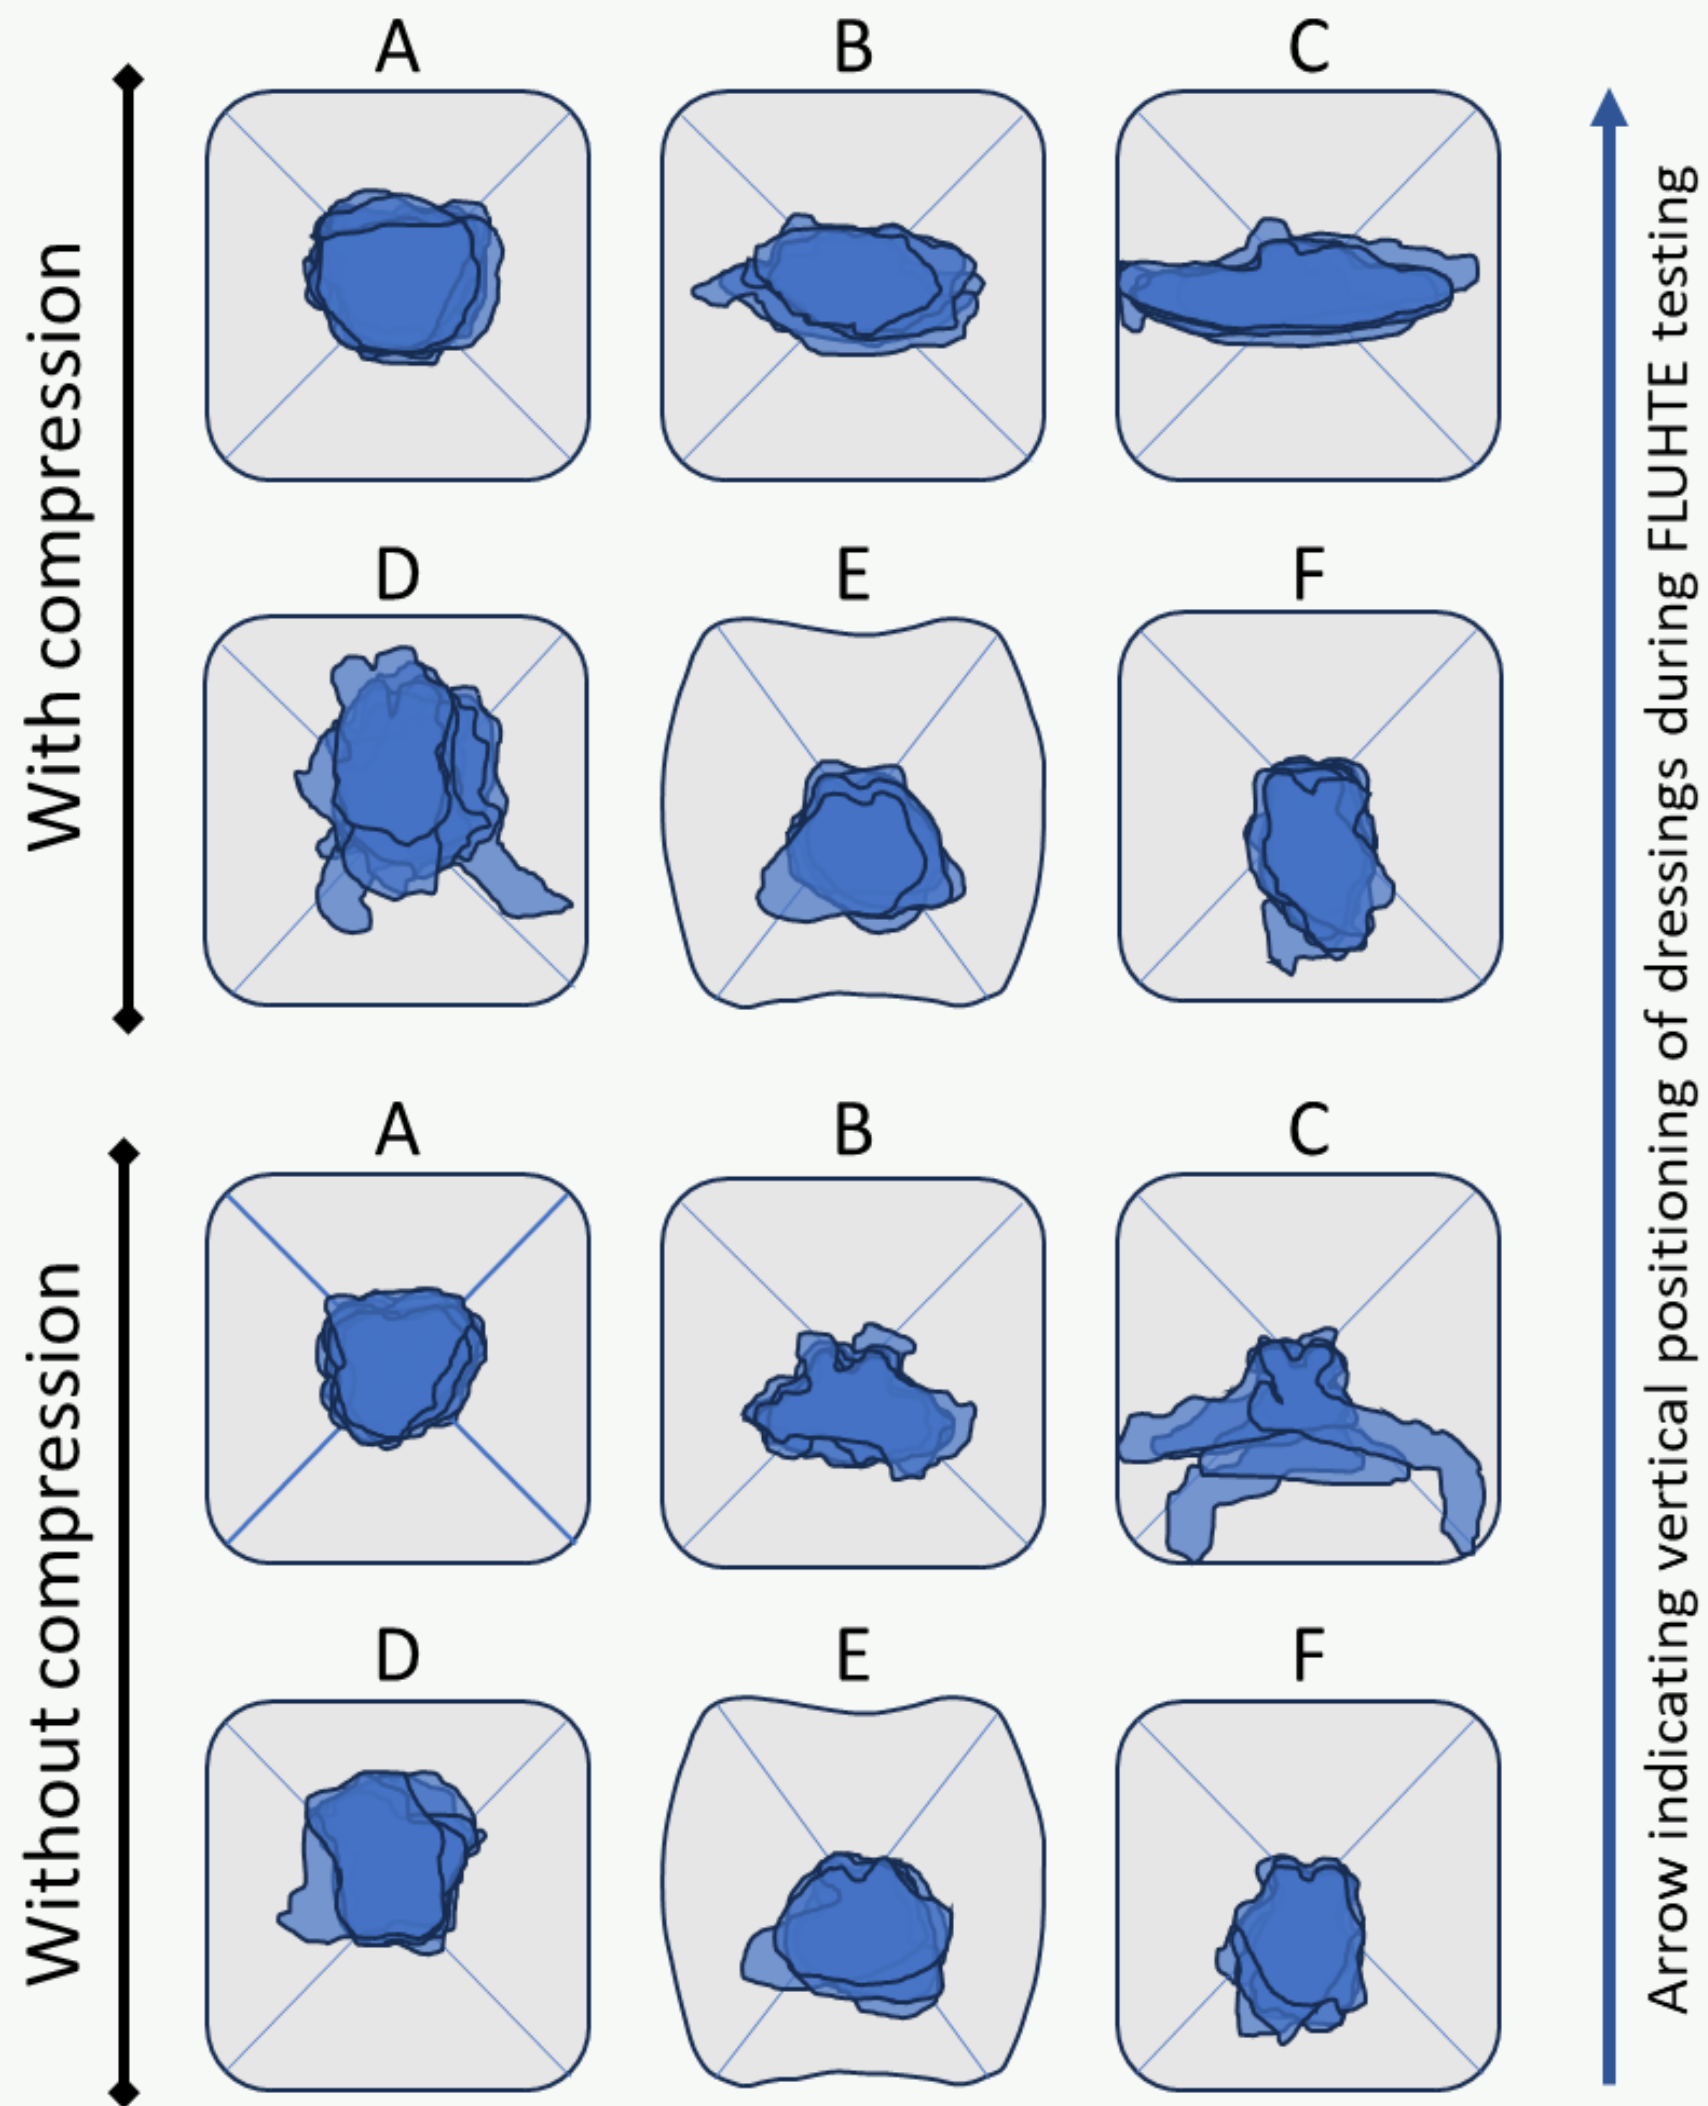 A
B
C
With compression
D
E
F
A
B
C
Without compression
D
E
F
Arrow indicating vertical positioning of dressings during FLUHTE testing